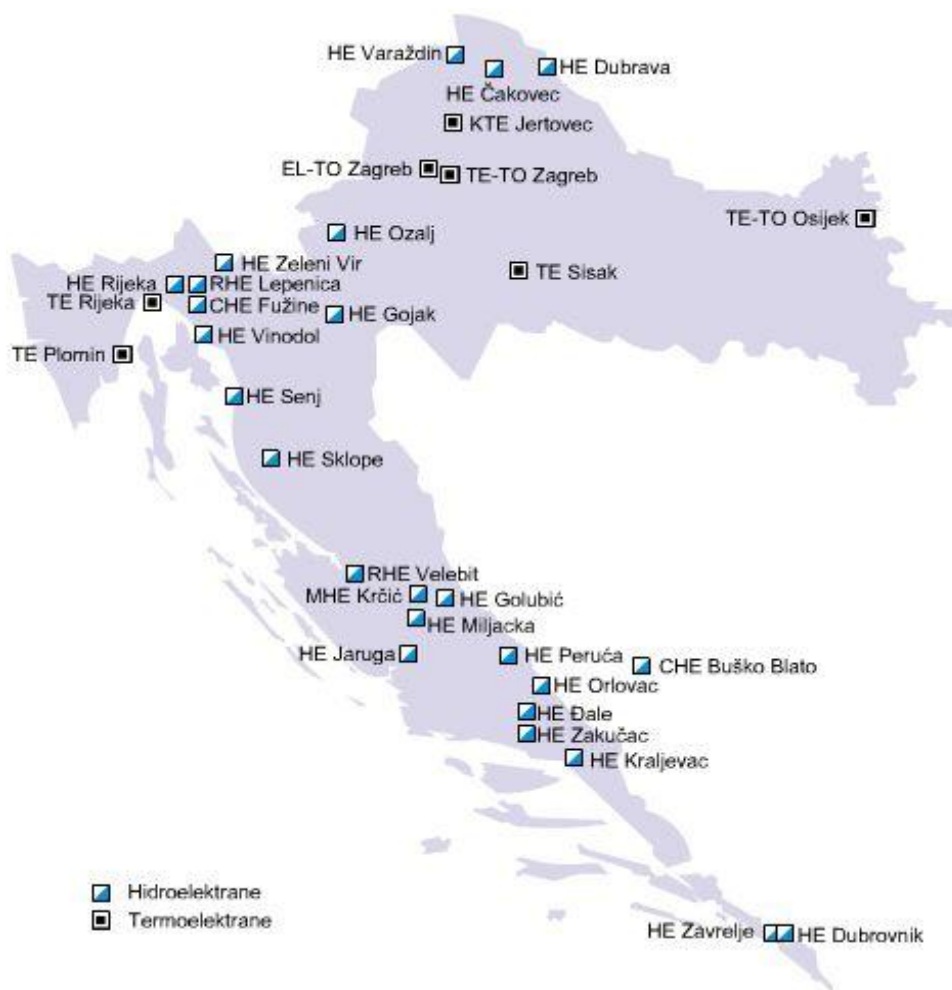 HE Varaždin
HE Dubrava
HE Čakovec
KTE Jertovec
EL-TO Zagreb
TE-TO Zagreb
TE-TO Osijek
HE Ozalj
HE Zeleni Vir
TE Sisak
HE Rijeka
RHE Lepenica
TE Rijeka
CHE Fužine
HE Gojak
HE Vinodol
TE Plomin
HE Senj
HE Sklope
RHE Velebit
MHE Krčić
HE Golubić
HE Miljacka
HE Jaruga
HE Peruća
CHE Buško Blato
HE Orlovac
HE Đale
HE Zakučac
HE Kraljevac
Hidroelektrane
Termoelektrane
HE Zavrelje
HE Dubrovnik